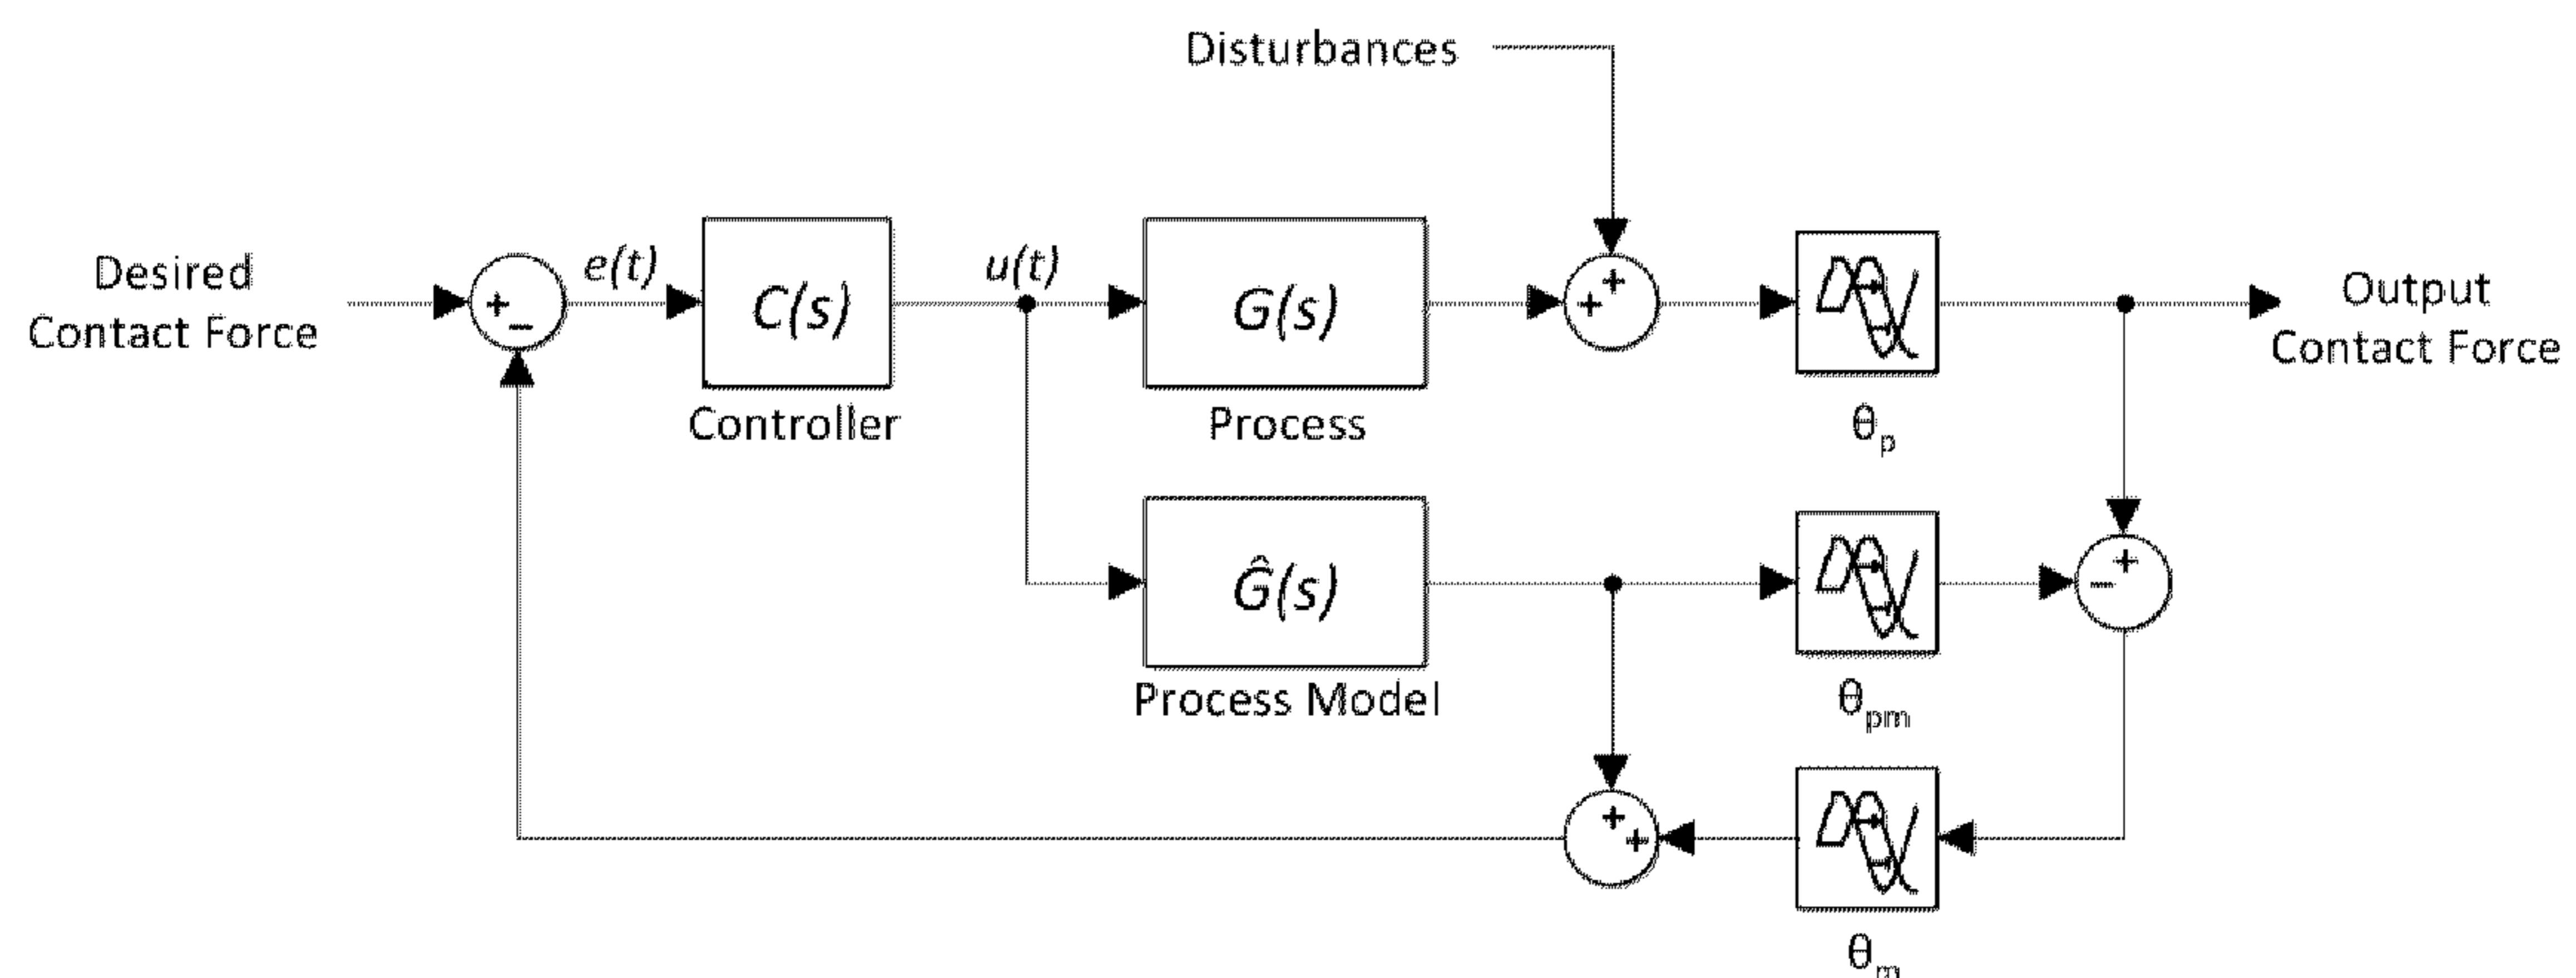 Disturbances
Desired
Contact Force
+
−
e(t)
C(s)
Controller
u(t)
G(s)
Process
+
+
θp
Output
Contact Force
Ĝ(s)
Process Model
θpm
+
−
+
+
θm